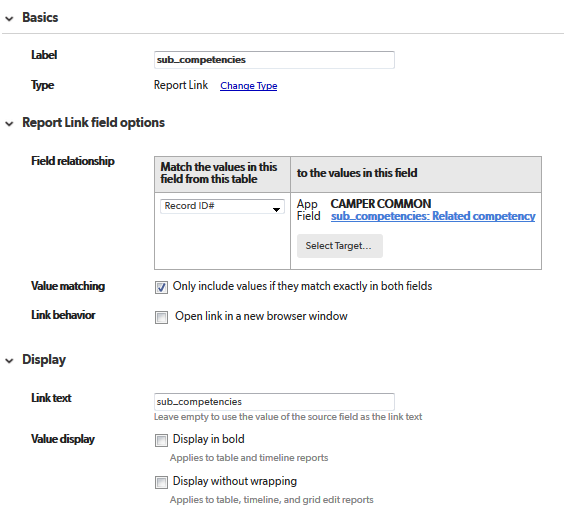 Basics
Label sub_competencies
Type Report Link Change Type
Report Link field options
Field relationship
Match the values in this
field from this table
to the values in this field
Record ID#
App CAMPER COMMON
Field sub_competencies: Related competency
Select Target...
Value matching Only include values if they match exactly in both fields
Link behavior Open link in a new browser window
Display
Link text sub_competencies
Leave empty to use the value of the source field as the link text
Value display Display in bold
Applies to table and timeline reports
Display without wrapping
Applies to table, timeline, and grid edit reports